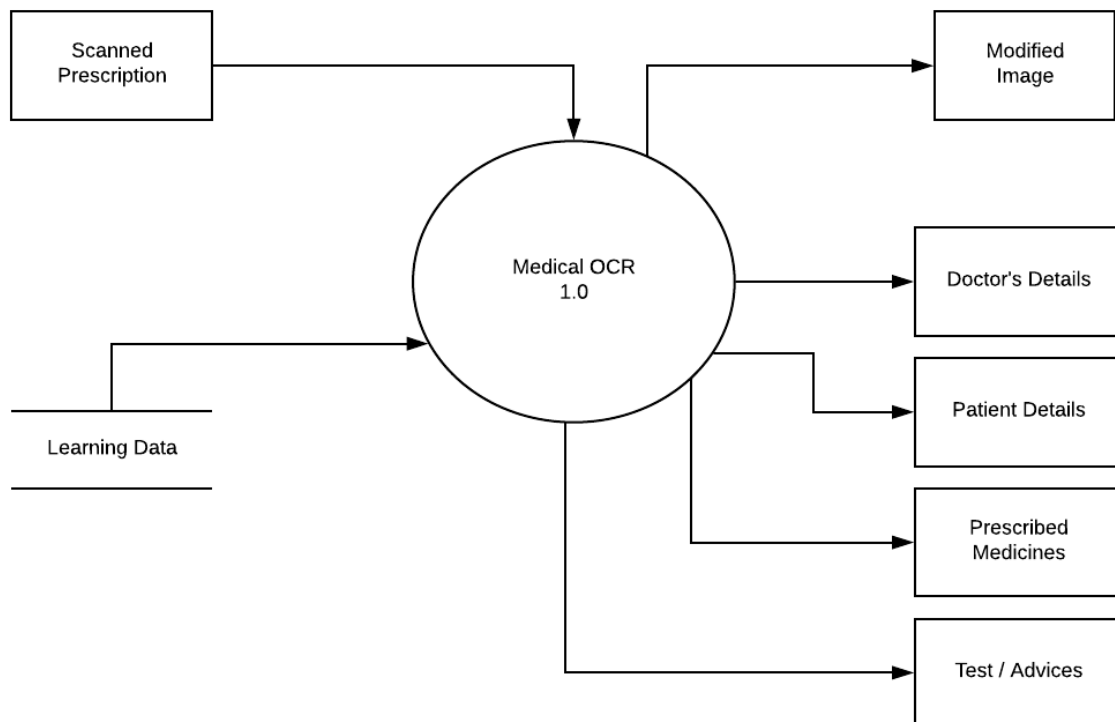 Scanned
Prescription
Modified
Image
Medical OCR
1.0
Doctor's Details
Patient Details
Learning Data
Prescribed
Medicines
Test / Advices